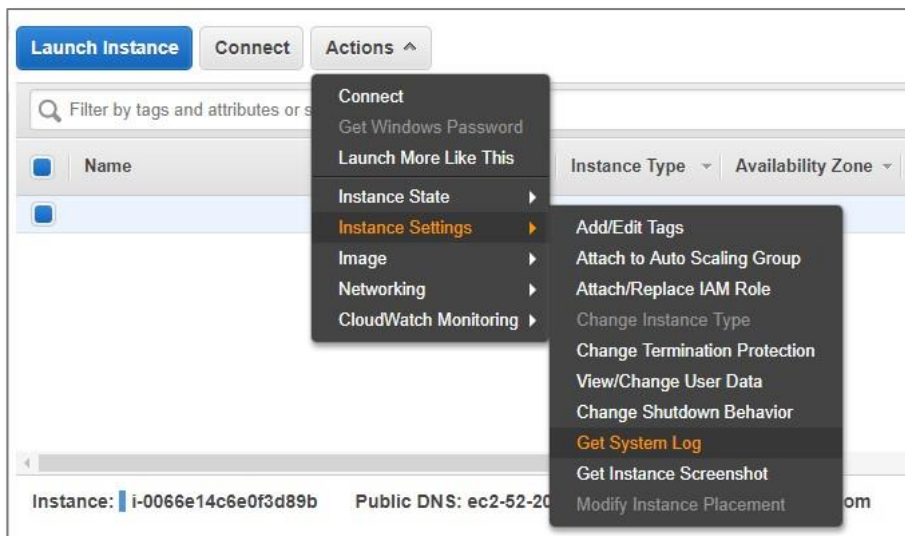 Launch Instance Connect Actions
Filter by tags and attributes or s
Connect
Get Windows Password
Launch More Like This
Name Instance Type Availability Zone
Instance State
Instance Settings
Image
Networking
CloudWatch Monitoring
Add/Edit Tags
Attach to Auto Scaling Group
Attach/Replace IAM Role
Change Instance Type
Change Termination Protection
View/Change User Data
Change Shutdown Behavior
Get System Log
Get Instance Screenshot
Modify Instance Placement
Instance: i-0066e14c6e0f3d89b Public DNS: ec2-52-20 om